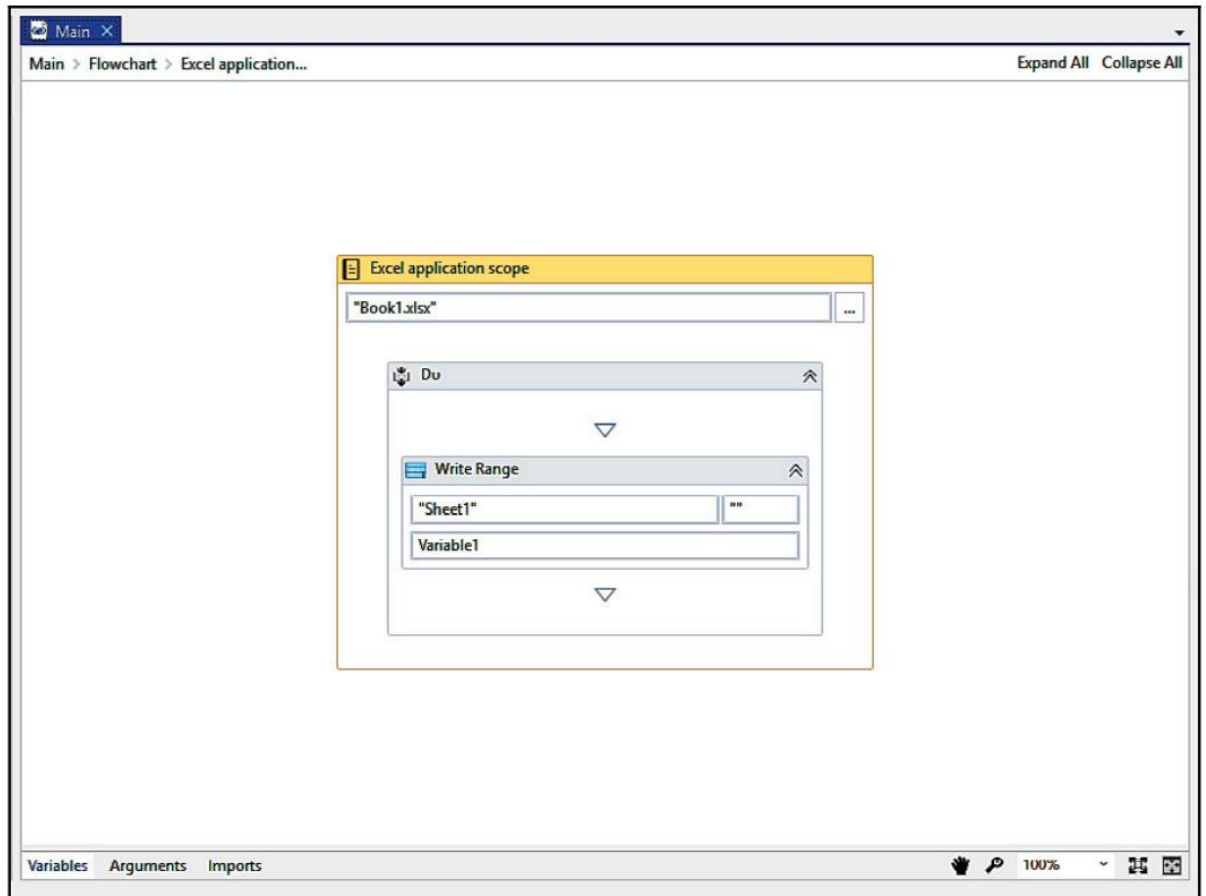 Main
Main > Flowchart > Excel application...
Expand All Collapse All
Excel application scope
"Book1.xlsx"
...
Du
Write Range
"Sheet1" ""
Variable1
Variables Arguments Imports 100%